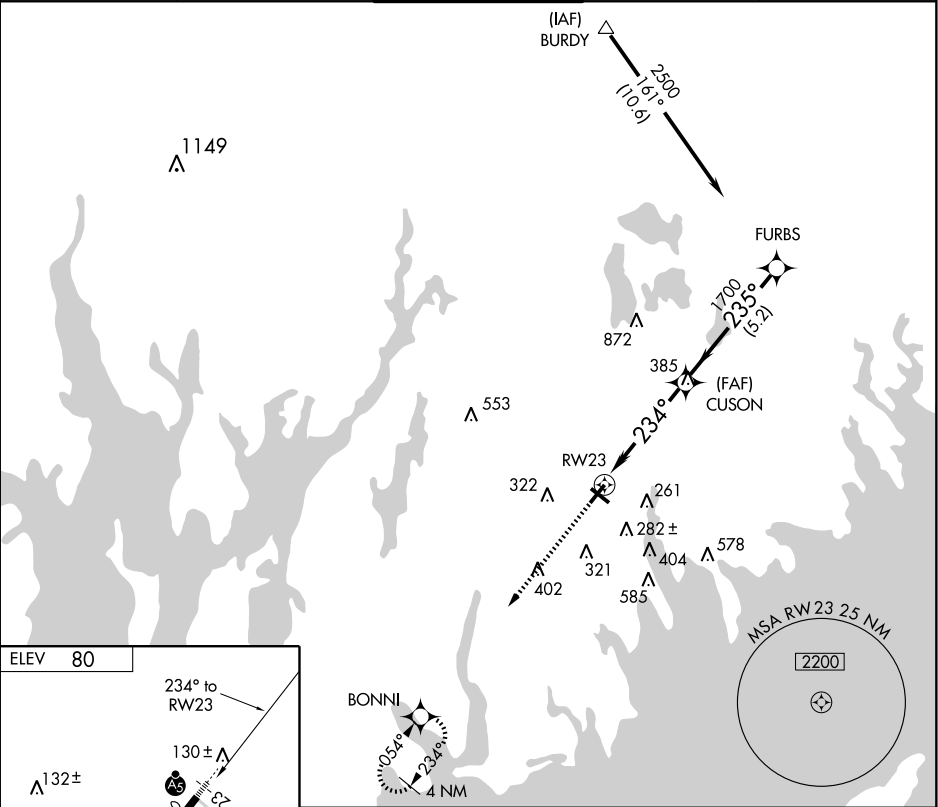 (IAF)
BURDY
2500
161°
(10.6)
1149
FURBS
1700
235°
(5.2)
872
385
(FAF)
CUSON
553
234°
RW23
322
261
282±
404
578
321
402
585
MSA RW23 25 NM
2200
ELEV 80
234° to
RW23
BONNI
054°
234°
4 NM
130±
132±
A5
23